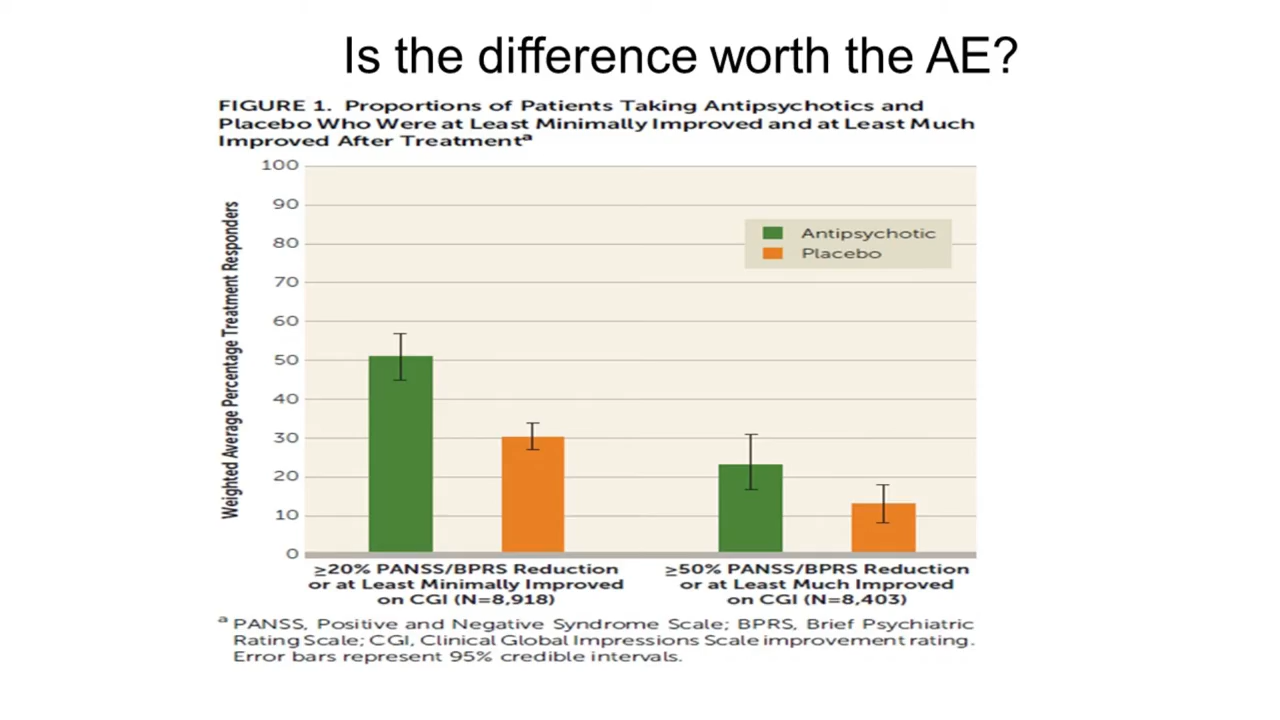 Is the difference worth the AE?
FIGURE 1. Proportions of Patients Taking Antipsychotics and
Placebo Who Were at Least Minimally Improved and at Least Much
Improved After Treatmentᵃ
Weighted Average Percentage Treatment Responders
100
90
80
70
60
50
40
30
20
10
0
Antipsychotic
Placebo
≥20% PANSS/BPRS Reduction
or at Least Minimally Improved
on CGI (N=8,918)
≥50% PANSS/BPRS Reduction
or at Least Much Improved
on CGI (N=8,403)
ᵃ PANSS, Positive and Negative Syndrome Scale; BPRS, Brief Psychiatric
Rating Scale; CGI, Clinical Global Impressions Scale improvement rating.
Error bars represent 95% credible intervals.